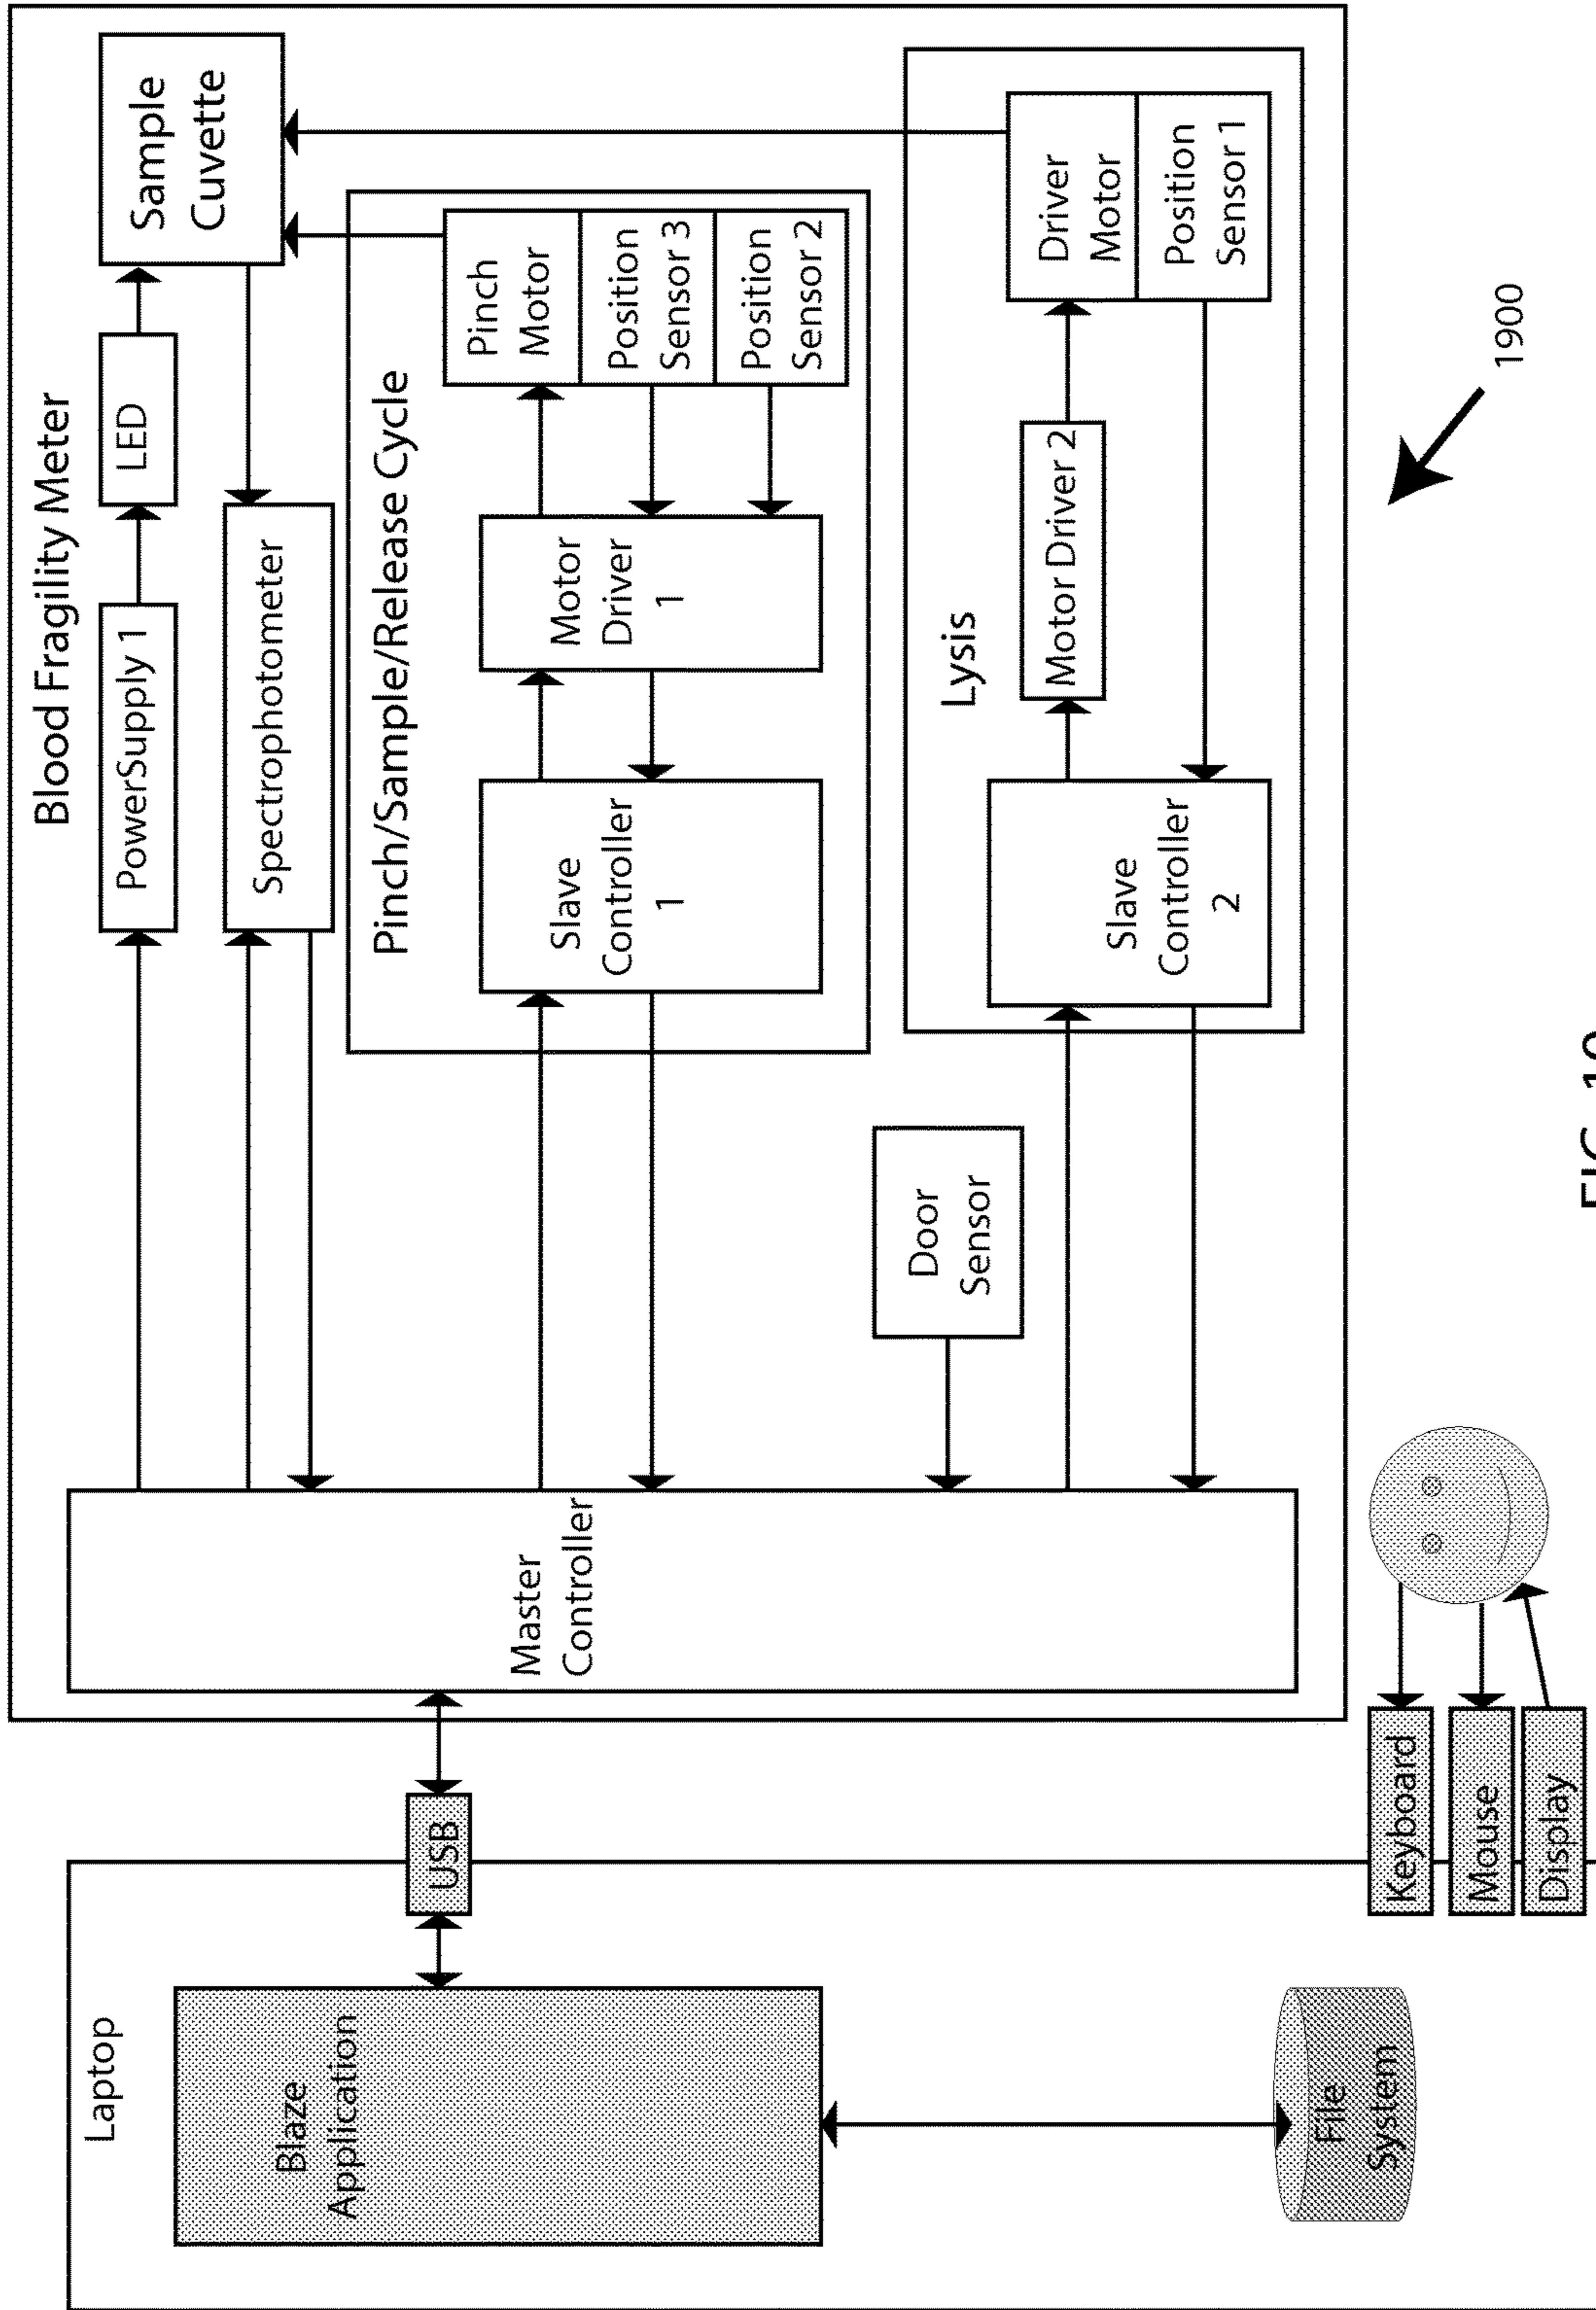 Blood Fragility Meter
Laptop
Blaze
Application
USB
File
System
Keyboard
Mouse
Display
Master
Controller
PowerSupply 1
LED
Sample
Cuvette
Spectrophotometer
Pinch/Sample/Release Cycle
Slave
Controller
1
Motor
Driver
1
Pinch
Motor
Position
Sensor 3
Position
Sensor 2
Door
Sensor
Lysis
Slave
Controller
2
Motor Driver 2
Driver
Motor
Position
Sensor 1
1900